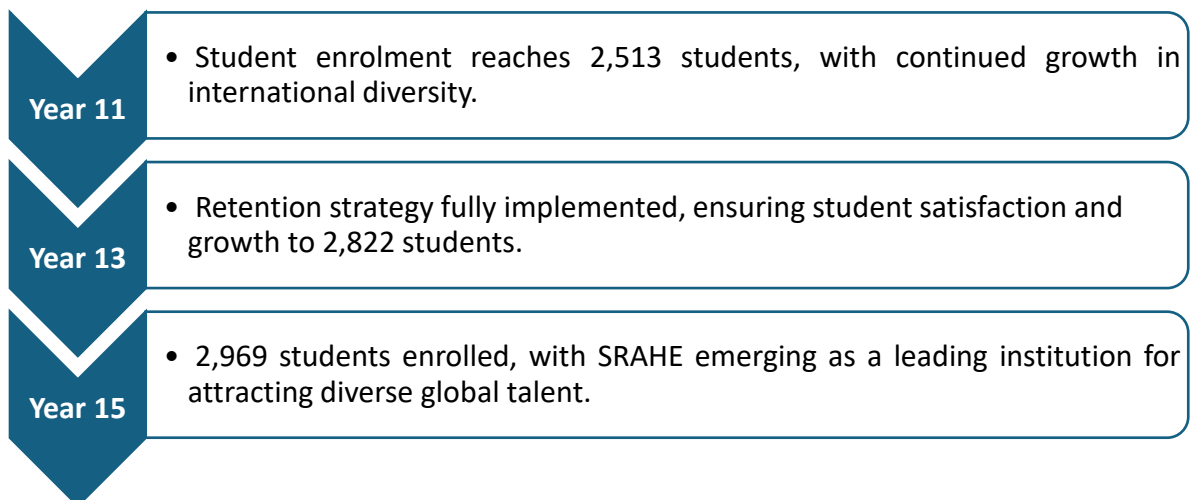 Year 11
• Student enrolment reaches 2,513 students, with continued growth in
international diversity.
Year 13
• Retention strategy fully implemented, ensuring student satisfaction and
growth to 2,822 students.
Year 15
• 2,969 students enrolled, with SRAHE emerging as a leading institution for
attracting diverse global talent.